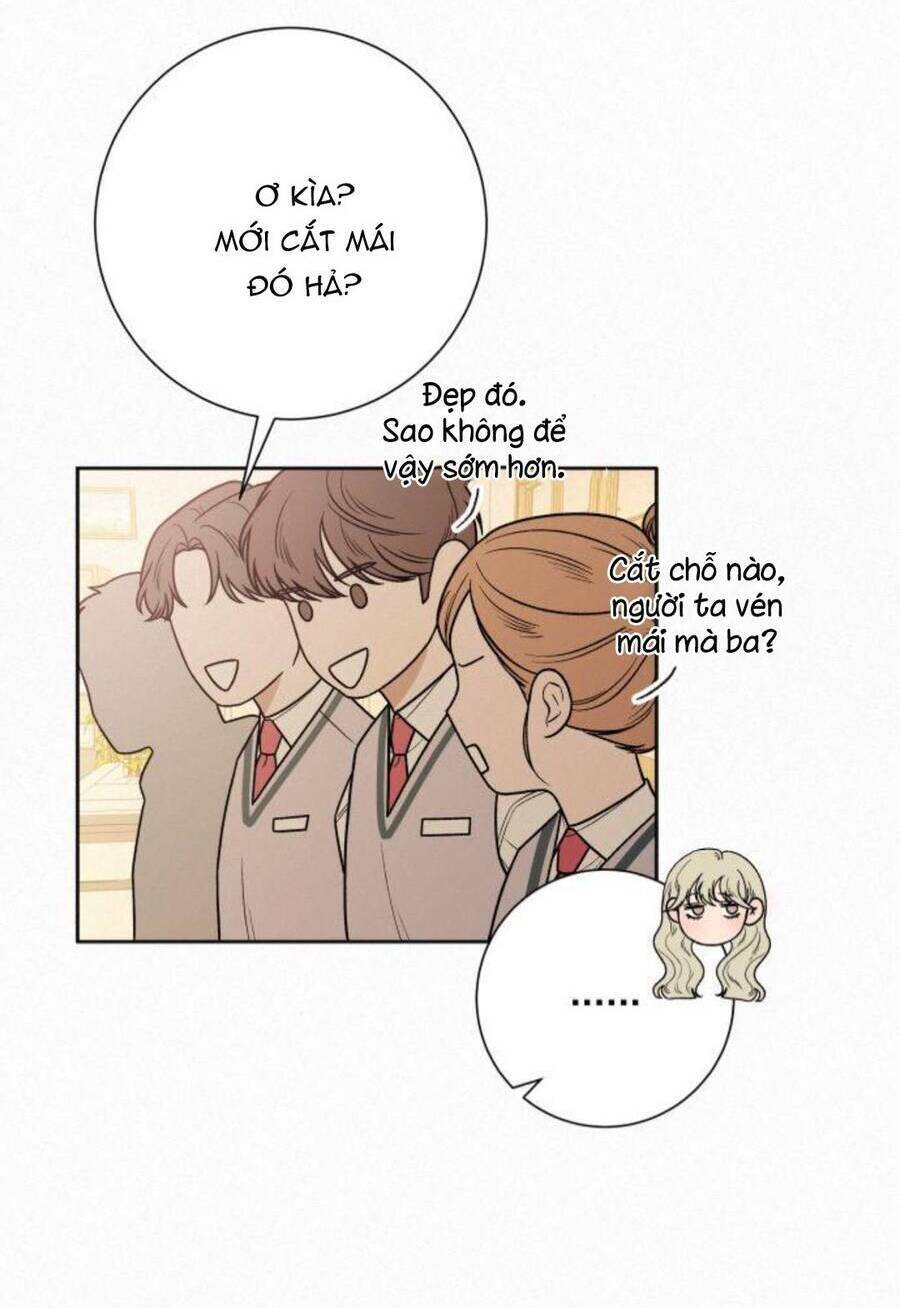 Ơ KÌA?
MỚI CẮT MÁI
ĐÓ HẢ?
Đẹp đó.
Sao không để
vậy sớm hơn.
Cắt chỗ nào,
người ta vén
mái mà ba?
......